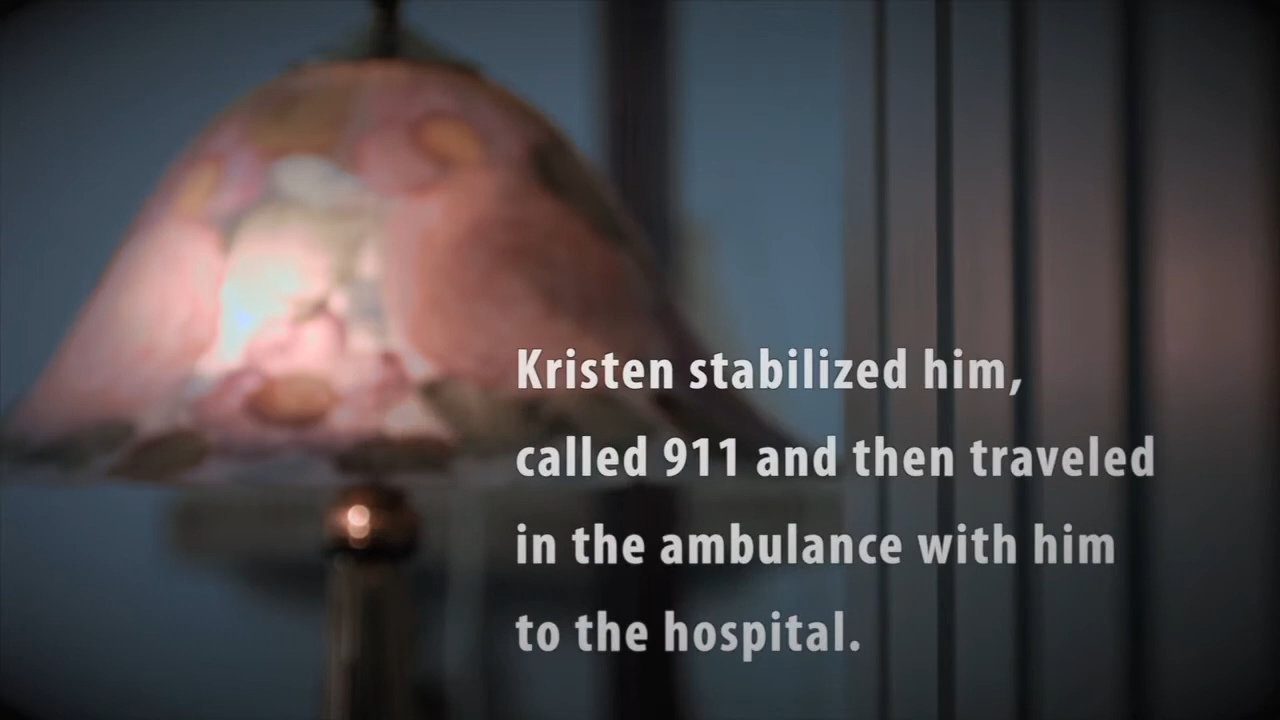 Kristen stabilized him,
called 911 and then traveled
in the ambulance with him
to the hospital.